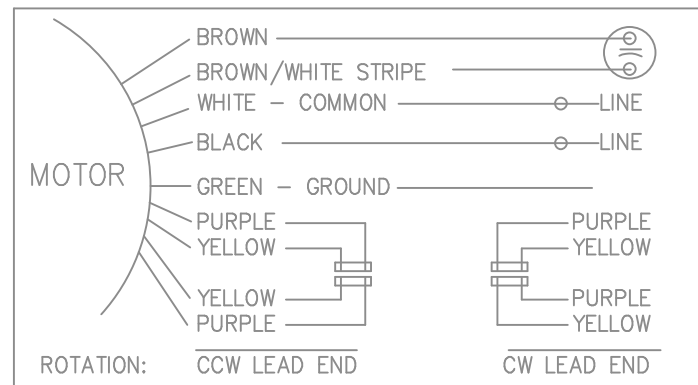 BROWN
BROWN/WHITE STRIPE
WHITE - COMMON LINE
BLACK LINE
MOTOR
GREEN - GROUND
PURPLE PURPLE
YELLOW YELLOW
YELLOW PURPLE
PURPLE YELLOW
ROTATION: CCW LEAD END CW LEAD END